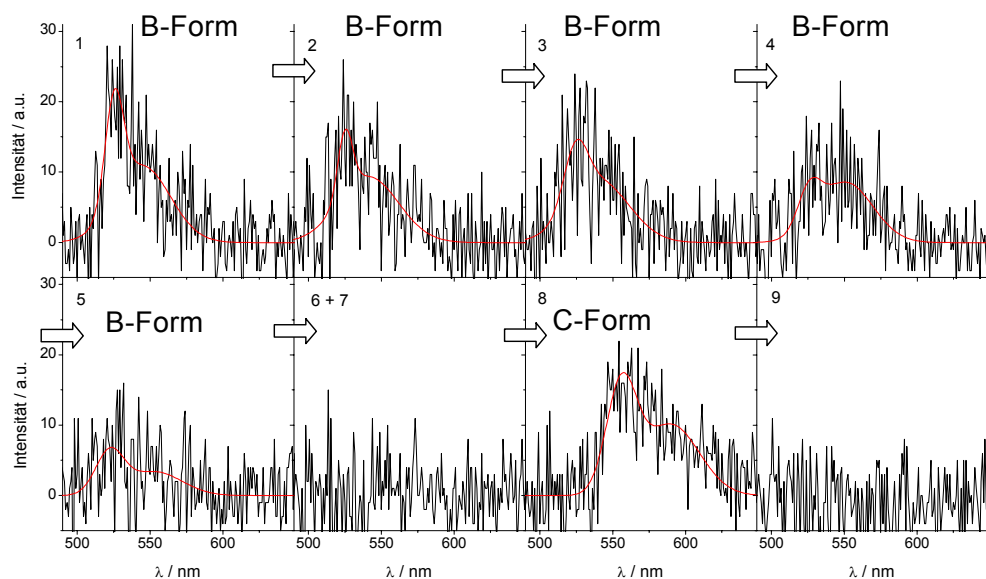 B-Form
B-Form
B-Form
B-Form
1
2
3
4
30
20
10
0
Intensität / a.u.
5
6 + 7
8
9
B-Form
C-Form
30
20
10
0
Intensität / a.u.
500 550 600
500 550 600
500 550 600
500 550 600
λ / nm
λ / nm
λ / nm
λ / nm